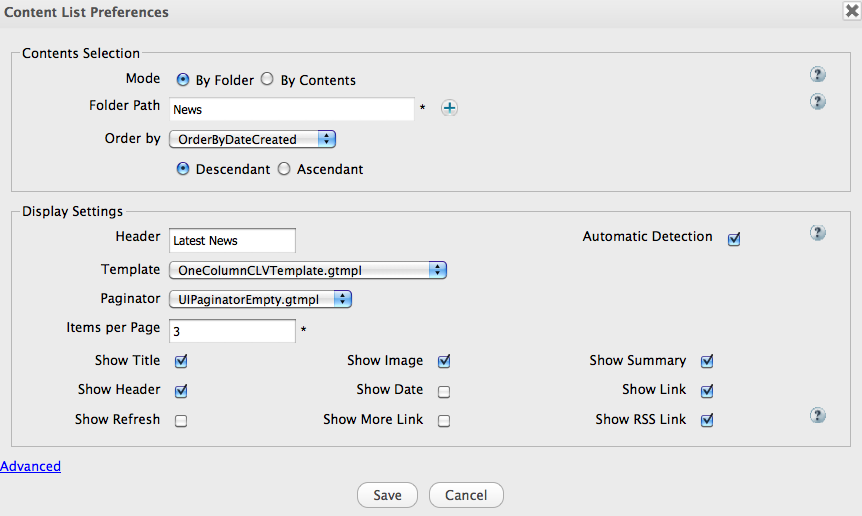 Content List Preferences
Contents Selection
Mode By Folder By Contents ?
Folder Path News * ?
Order by OrderByDateCreated
Descendant Ascendant
Display Settings
Header Latest News Automatic Detection ?
Template OneColumnCLVTemplate.gtmpl
Paginator UIPaginatorEmpty.gtmpl
Items per Page 3 *
Show Title Show Image Show Summary
Show Header Show Date Show Link
Show Refresh Show More Link Show RSS Link ?
Advanced
Save Cancel